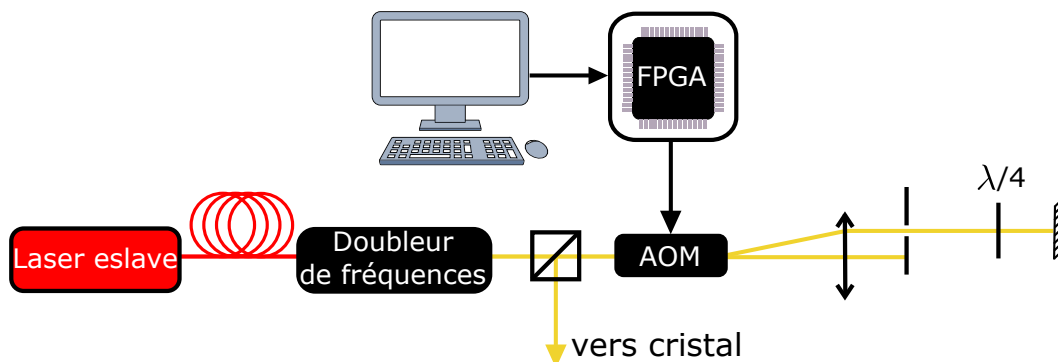 FPGA
λ/4
Laser eslave
Doubleur
de fréquences
AOM
vers cristal